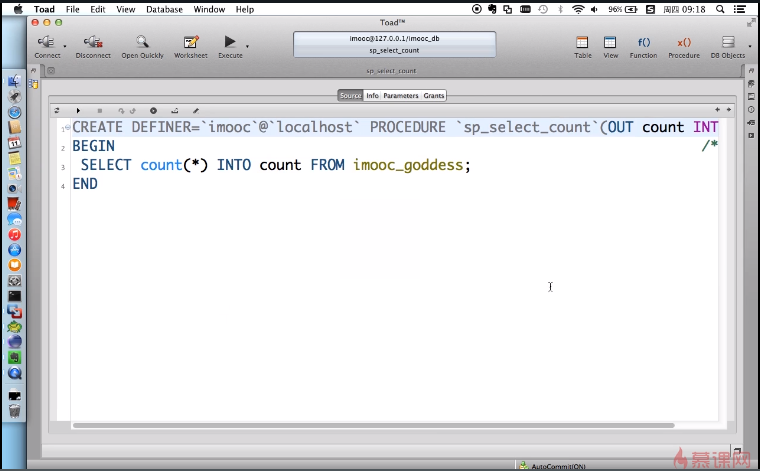 Toad File Edit View Database Window Help 96% 周四 09:18
Toad™
imooc@127.0.0.1/imooc_db
sp_select_count
Connect Disconnect Open Quickly Worksheet Execute Table View Function Procedure DB Objects
f() x()
sp_select_count
Source Info Parameters Grants
1 CREATE DEFINER=`imooc`@`localhost` PROCEDURE `sp_select_count`(OUT count INT
2 BEGIN /*
3 SELECT count(*) INTO count FROM imooc_goddess;
4 END
AutoCommit(ON)
慕课网